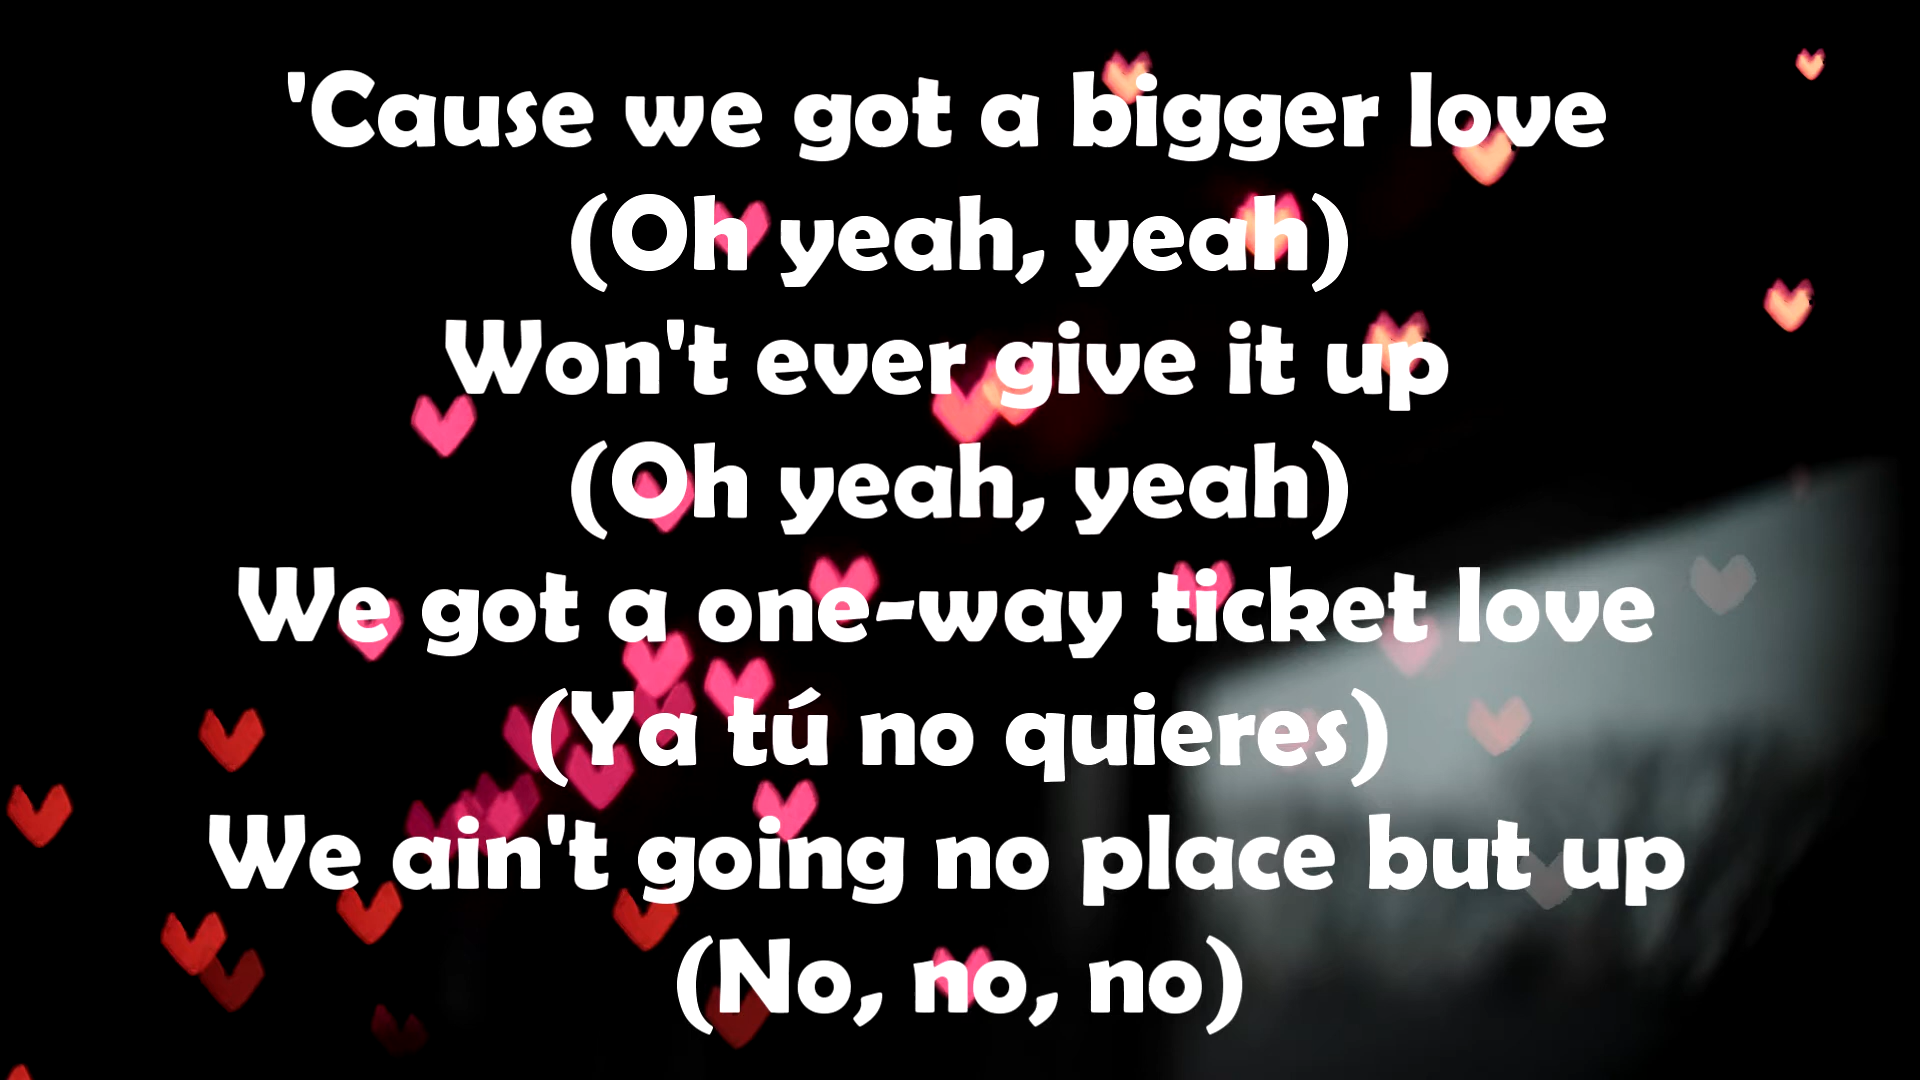 'Cause we got a bigger love
(Oh yeah, yeah)
Won't ever give it up
(Oh yeah, yeah)
We got a one-way ticket love
(Ya tú no quieres)
We ain't going no place but up
(No, no, no)